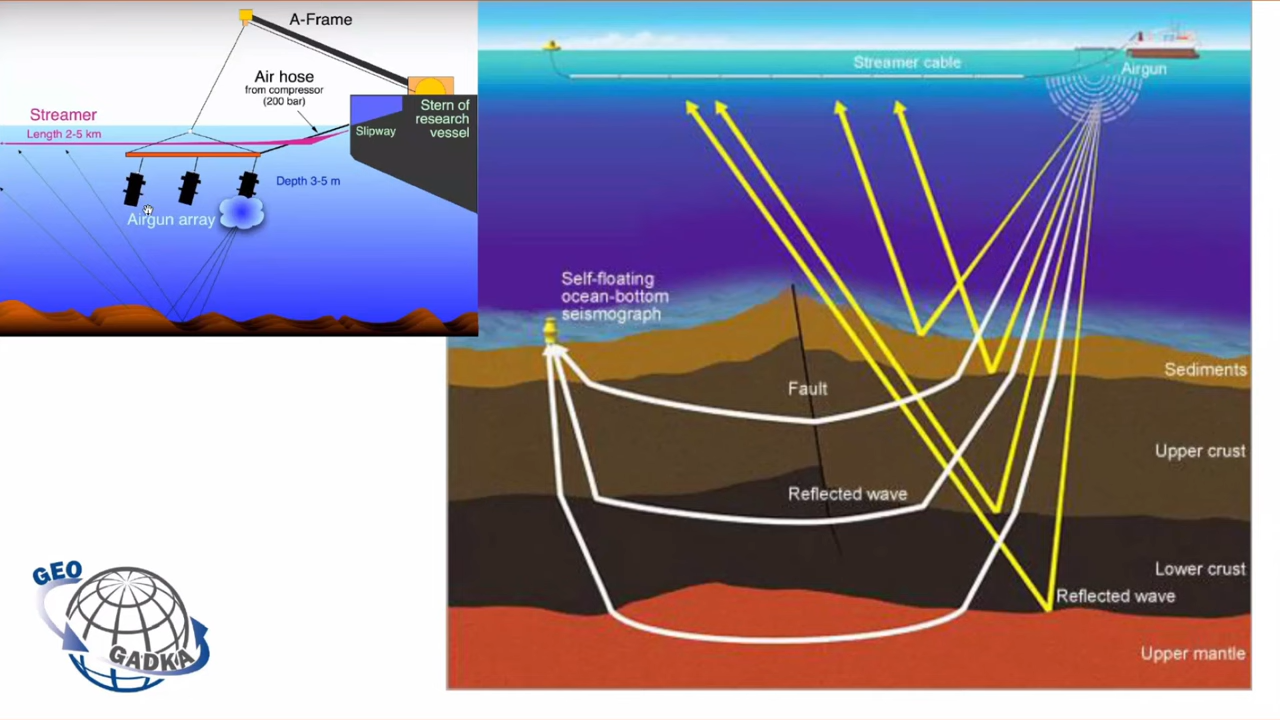 A-Frame
Air hose
from compressor
(200 bar)
Streamer
Length 2-5 km
Stern of
research
vessel
Slipway
Depth 3-5 m
Airgun array
Streamer cable
Airgun
Self-floating
ocean-bottom
seismograph
Sediments
Fault
Upper crust
Reflected wave
Lower crust
Reflected wave
Upper mantle
GEO
GADKA